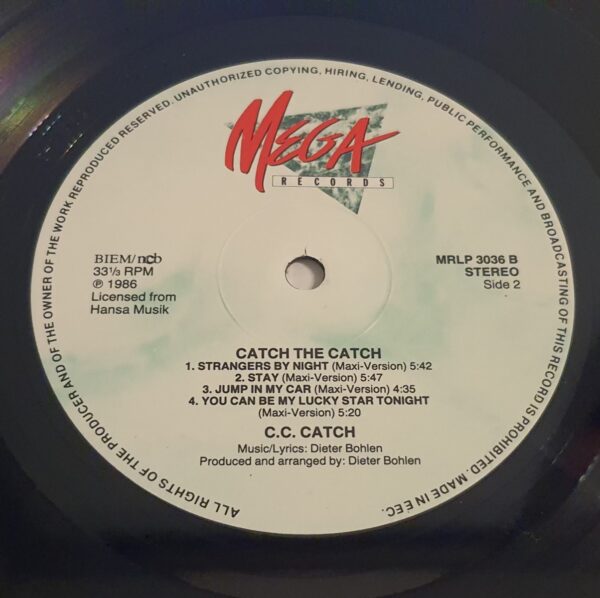 ALL RIGHTS OF THE PRODUCER AND OF THE OWNER OF THE WORK REPRODUCED RESERVED. UNAUTHORIZED COPYING, HIRING, LENDING, PUBLIC PERFORMANCE AND BROADCASTING OF THIS RECORD IS PROHIBITED. MADE IN EEC.
MEGA
RECORDS
BIEM/ncb
33⅓ RPM
℗ 1986
Licensed from
Hansa Musik
MRLP 3036 B
STEREO
Side 2
CATCH THE CATCH
1. STRANGERS BY NIGHT (Maxi-Version) 5:42
2. STAY (Maxi-Version) 5:47
3. JUMP IN MY CAR (Maxi-Version) 4:35
4. YOU CAN BE MY LUCKY STAR TONIGHT
(Maxi-Version) 5:20
C.C. CATCH
Music/Lyrics: Dieter Bohlen
Produced and arranged by: Dieter Bohlen